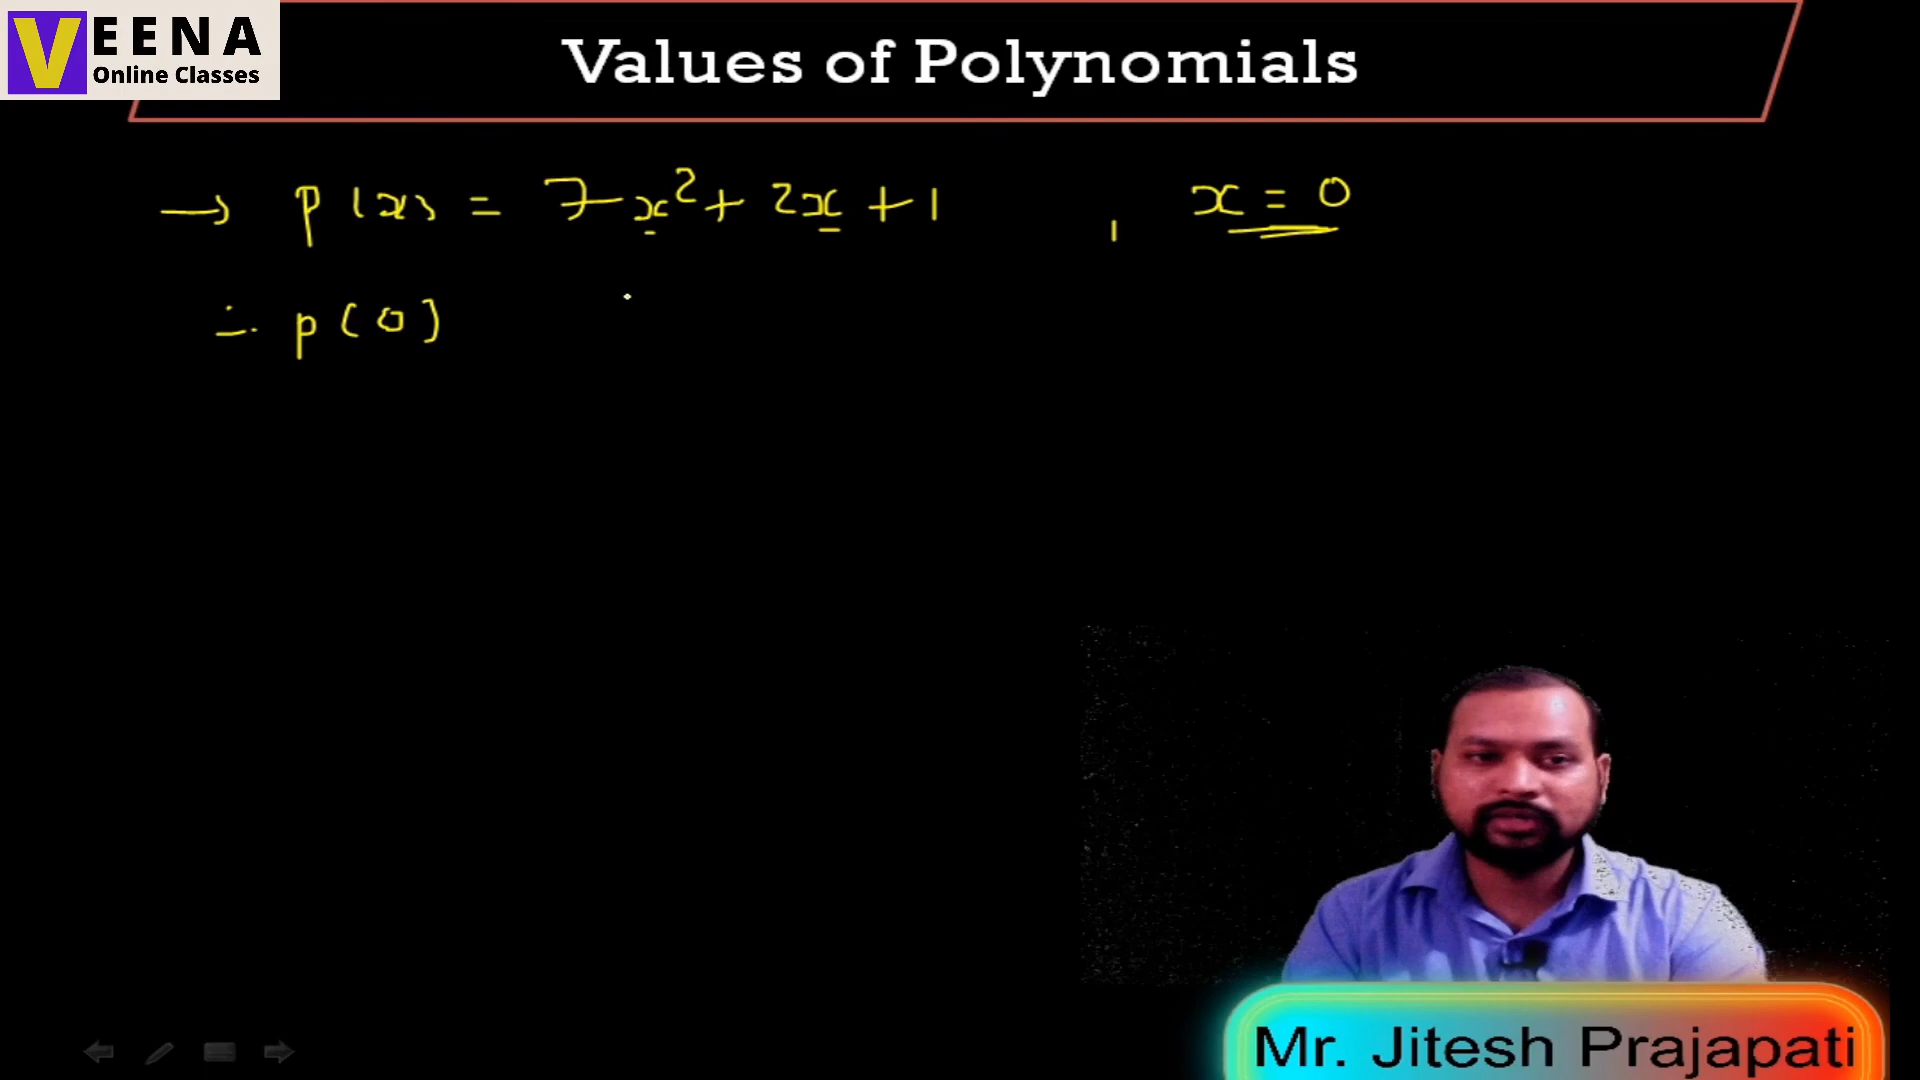 VEENA
Online Classes
Values of Polynomials
→ p(x) = 7x² + 2x + 1 , x = 0
∴ p(0)
Mr. Jitesh Prajapati